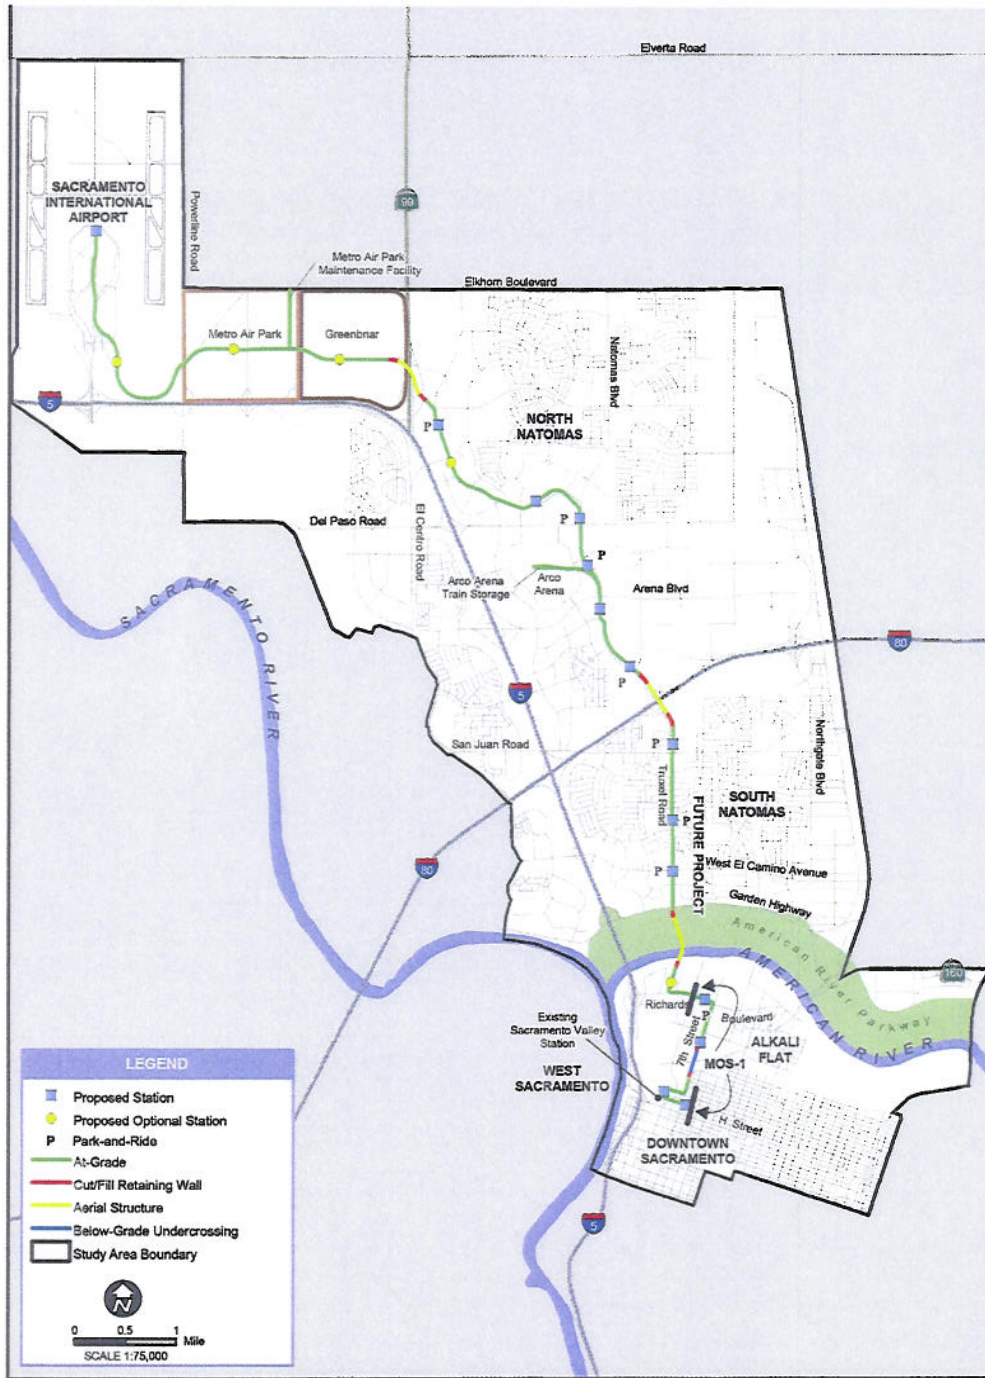 Elverta Road
SACRAMENTO
INTERNATIONAL
AIRPORT
Powerline Road
99
Metro Air Park
Maintenance Facility
Elkhorn Boulevard
Metro Air Park
Greenbriar
Natomas Blvd
5
P
NORTH
NATOMAS
Del Paso Road
El Centro Road
P
P
Arco Arena
Train Storage
Arco
Arena
Arena Blvd
SACRAMENTO RIVER
80
P
5
San Juan Road
P
Truxel Road
Northgate Blvd
FUTURE PROJECT
SOUTH
NATOMAS
P
80
P
West El Camino Avenue
Garden Highway
American River Parkway
AMERICAN RIVER
160
Richards
P
Boulevard
Existing
Sacramento Valley
Station
7th Street
ALKALI
FLAT
MOS-1
WEST
SACRAMENTO
H Street
DOWNTOWN
SACRAMENTO
5
LEGEND
Proposed Station
Proposed Optional Station
P Park-and-Ride
At-Grade
Cut/Fill Retaining Wall
Aerial Structure
Below-Grade Undercrossing
Study Area Boundary
N
0 0.5 1
Mile
SCALE 1:75,000